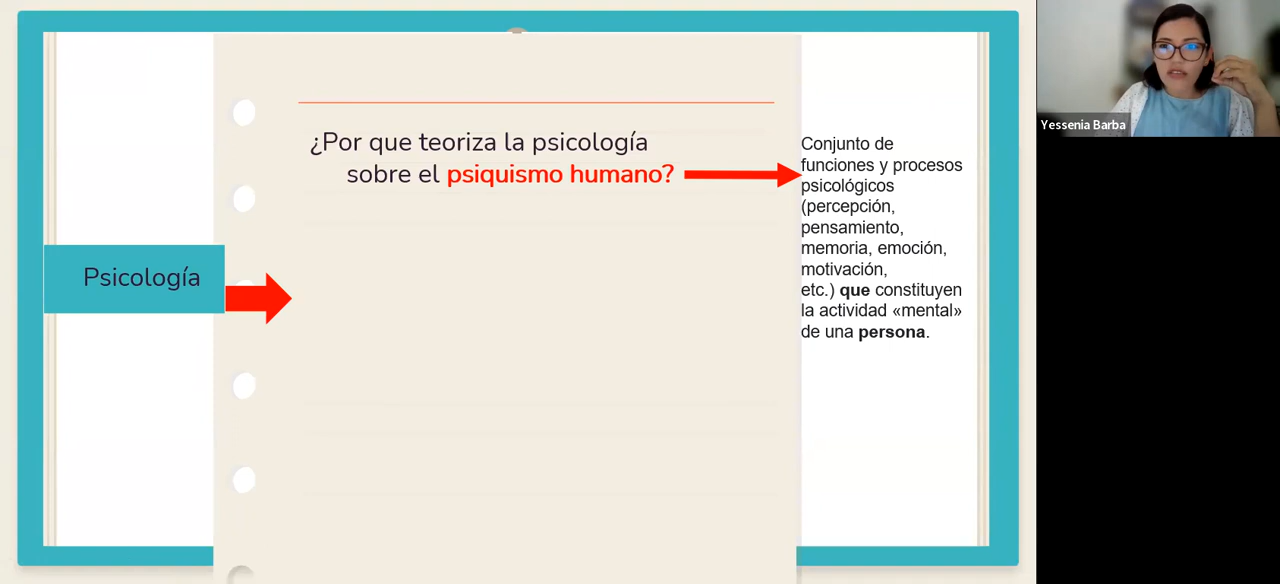 ¿Por que teoriza la psicología
sobre el psiquismo humano?
Psicología
Conjunto de
funciones y procesos
psicológicos
(percepción,
pensamiento,
memoria, emoción,
motivación,
etc.) que constituyen
la actividad «mental»
de una persona.
Yessenia Barba